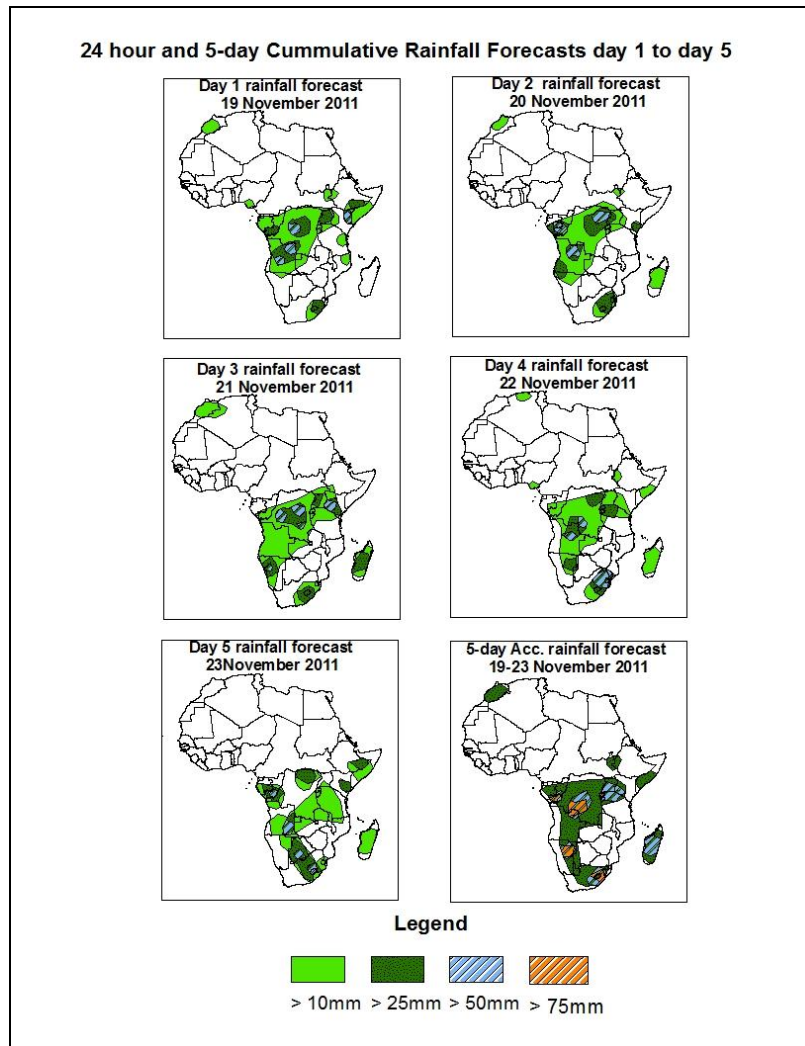 24 hour and 5-day Cummulative Rainfall Forecasts day 1 to day 5
Day 1 rainfall forecast
19 November 2011
Day 2 rainfall forecast
20 November 2011
Day 3 rainfall forecast
21 November 2011
Day 4 rainfall forecast
22 November 2011
Day 5 rainfall forecast
23November 2011
5-day Acc. rainfall forecast
19-23 November 2011
Legend
> 10mm > 25mm > 50mm > 75mm